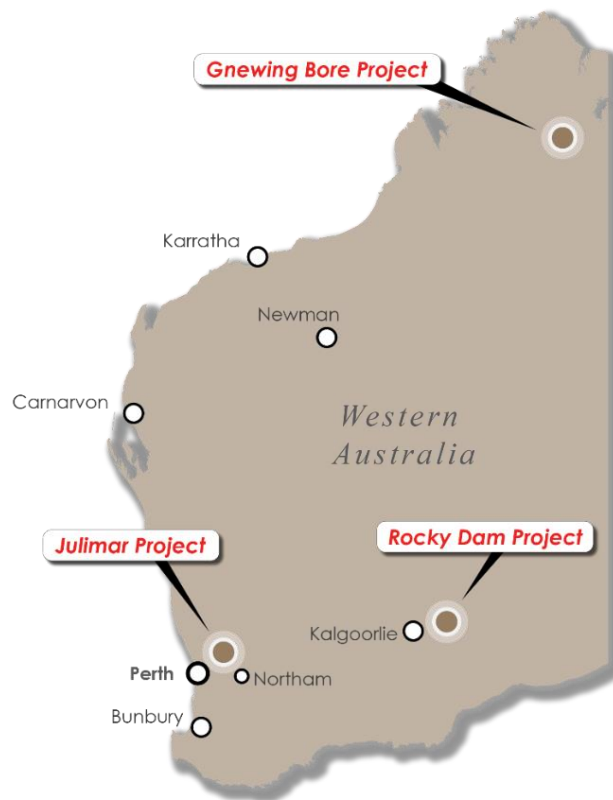 Gnewing Bore Project
Karratha
Newman
Carnarvon
Western
Australia
Julimar Project
Rocky Dam Project
Kalgoorlie
Perth
Northam
Bunbury